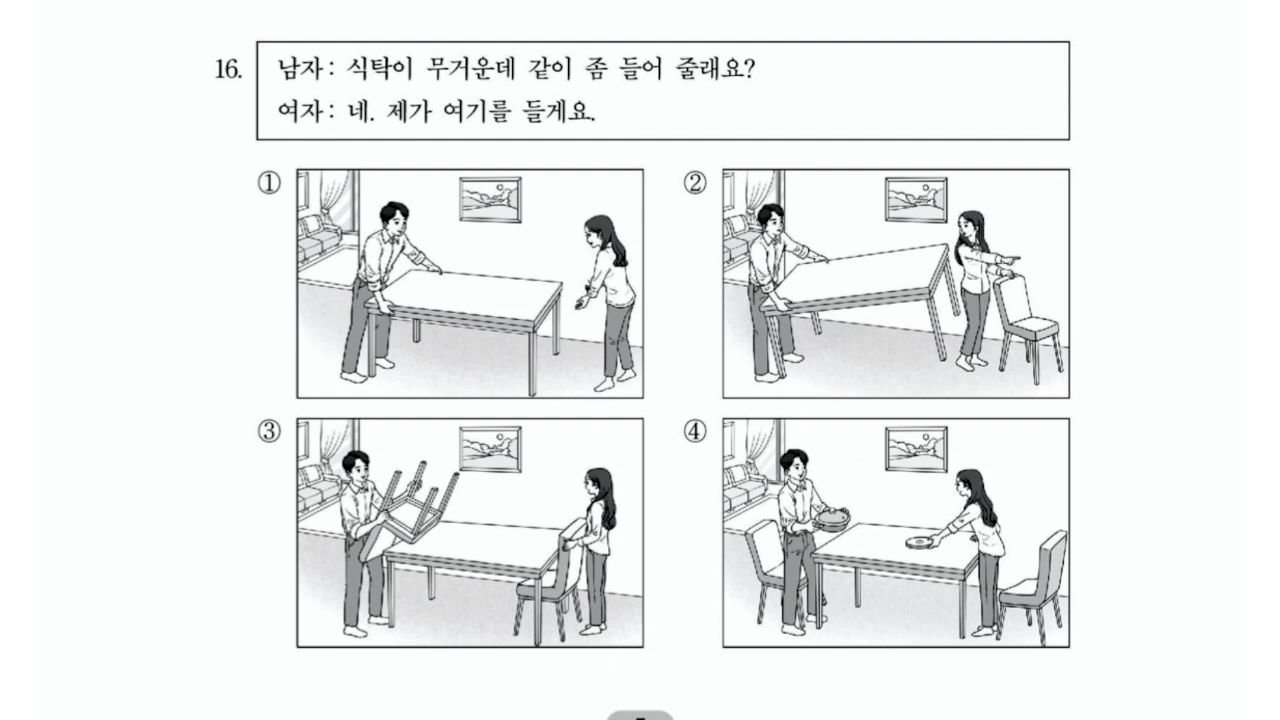 16. 남자: 식탁이 무거운데 같이 좀 들어 줄래요?
여자: 네. 제가 여기를 들게요.
①
②
③
④